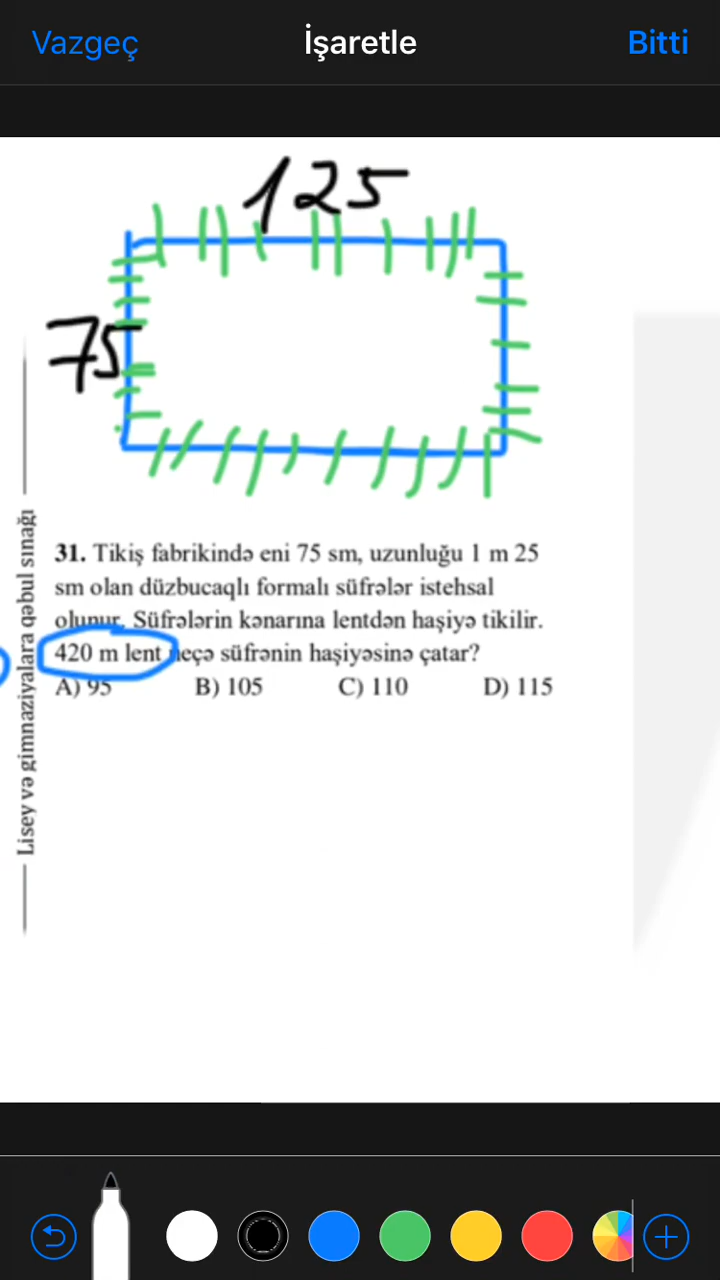 Vazgeç
İşaretle
Bitti
125
75
Lisey və gimnaziyalara qəbul sınağı
31. Tikiş fabrikində eni 75 sm, uzunluğu 1 m 25
sm olan düzbucaqlı formalı süfrələr istehsal
olunur. Süfrələrin kənarına lentdən haşiyə tikilir.
420 m lent neçə süfrənin haşiyəsinə çatar?
A) 95 B) 105 C) 110 D) 115